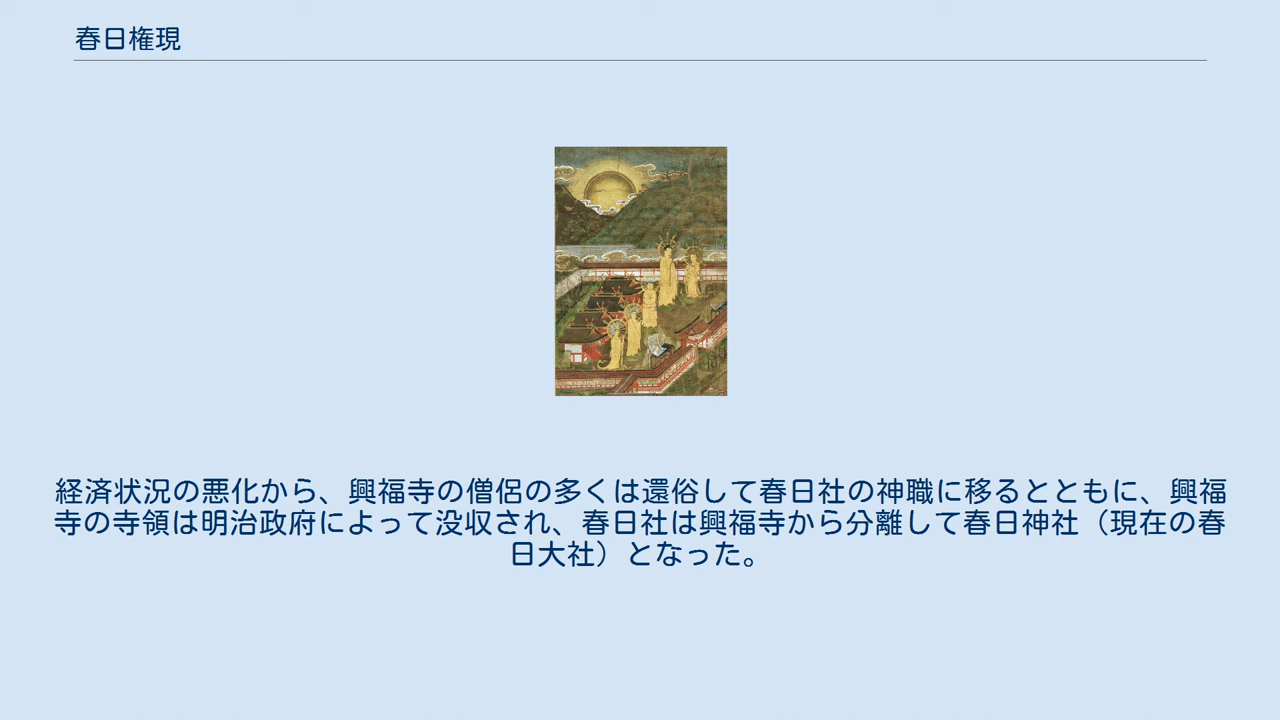 春日権現
経済状況の悪化から、興福寺の僧侶の多くは還俗して春日社の神職に移るとともに、興福
寺の寺領は明治政府によって没収され、春日社は興福寺から分離して春日神社（現在の春
日大社）となった。